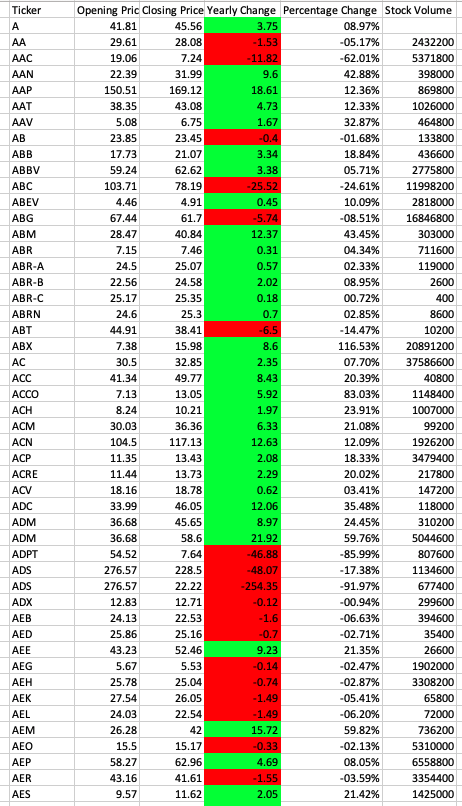 Ticker Opening Pric Closing Price Yearly Change Percentage Change Stock Volume
A 41.81 45.56 3.75 08.97%
AA 29.61 28.08 -1.53 -05.17% 2432200
AAC 19.06 7.24 -11.82 -62.01% 5371800
AAN 22.39 31.99 9.6 42.88% 398000
AAP 150.51 169.12 18.61 12.36% 869800
AAT 38.35 43.08 4.73 12.33% 1026000
AAV 5.08 6.75 1.67 32.87% 464800
AB 23.85 23.45 -0.4 -01.68% 133800
ABB 17.73 21.07 3.34 18.84% 436600
ABBV 59.24 62.62 3.38 05.71% 2775800
ABC 103.71 78.19 -25.52 -24.61% 11998200
ABEV 4.46 4.91 0.45 10.09% 2818000
ABG 67.44 61.7 -5.74 -08.51% 16846800
ABM 28.47 40.84 12.37 43.45% 303000
ABR 7.15 7.46 0.31 04.34% 711600
ABR-A 24.5 25.07 0.57 02.33% 119000
ABR-B 22.56 24.58 2.02 08.95% 2600
ABR-C 25.17 25.35 0.18 00.72% 400
ABRN 24.6 25.3 0.7 02.85% 8600
ABT 44.91 38.41 -6.5 -14.47% 10200
ABX 7.38 15.98 8.6 116.53% 20891200
AC 30.5 32.85 2.35 07.70% 37586600
ACC 41.34 49.77 8.43 20.39% 40800
ACCO 7.13 13.05 5.92 83.03% 1148400
ACH 8.24 10.21 1.97 23.91% 1007000
ACM 30.03 36.36 6.33 21.08% 99200
ACN 104.5 117.13 12.63 12.09% 1926200
ACP 11.35 13.43 2.08 18.33% 3479400
ACRE 11.44 13.73 2.29 20.02% 217800
ACV 18.16 18.78 0.62 03.41% 147200
ADC 33.99 46.05 12.06 35.48% 118000
ADM 36.68 45.65 8.97 24.45% 310200
ADM 36.68 58.6 21.92 59.76% 5044600
ADPT 54.52 7.64 -46.88 -85.99% 807600
ADS 276.57 228.5 -48.07 -17.38% 1134600
ADS 276.57 22.22 -254.35 -91.97% 677400
ADX 12.83 12.71 -0.12 -00.94% 299600
AEB 24.13 22.53 -1.6 -06.63% 394600
AED 25.86 25.16 -0.7 -02.71% 35400
AEE 43.23 52.46 9.23 21.35% 26600
AEG 5.67 5.53 -0.14 -02.47% 1902000
AEH 25.78 25.04 -0.74 -02.87% 3308200
AEK 27.54 26.05 -1.49 -05.41% 65800
AEL 24.03 22.54 -1.49 -06.20% 72000
AEM 26.28 42 15.72 59.82% 736200
AEO 15.5 15.17 -0.33 -02.13% 5310000
AEP 58.27 62.96 4.69 08.05% 6558800
AER 43.16 41.61 -1.55 -03.59% 3354400
AES 9.57 11.62 2.05 21.42% 1425000